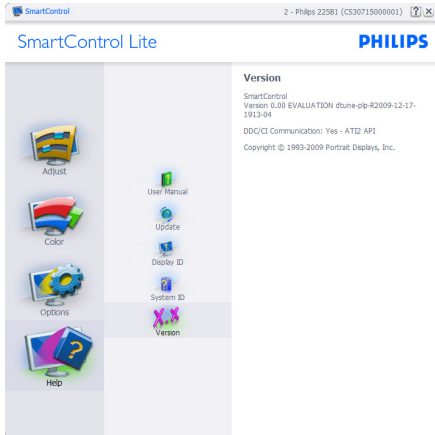 SmartControl
2 - Philips 225B1 (CS30715000001)
SmartControl Lite
PHILIPS
Adjust
Color
Options
Help
User Manual
Update
Display ID
System ID
Version
Version
SmartControl
Version 0.00 EVALUATION dtune-plp-R2009-12-17-
1913-04
DDC/CI Communication: Yes - ATI2 API
Copyright © 1993-2009 Portrait Displays, Inc.